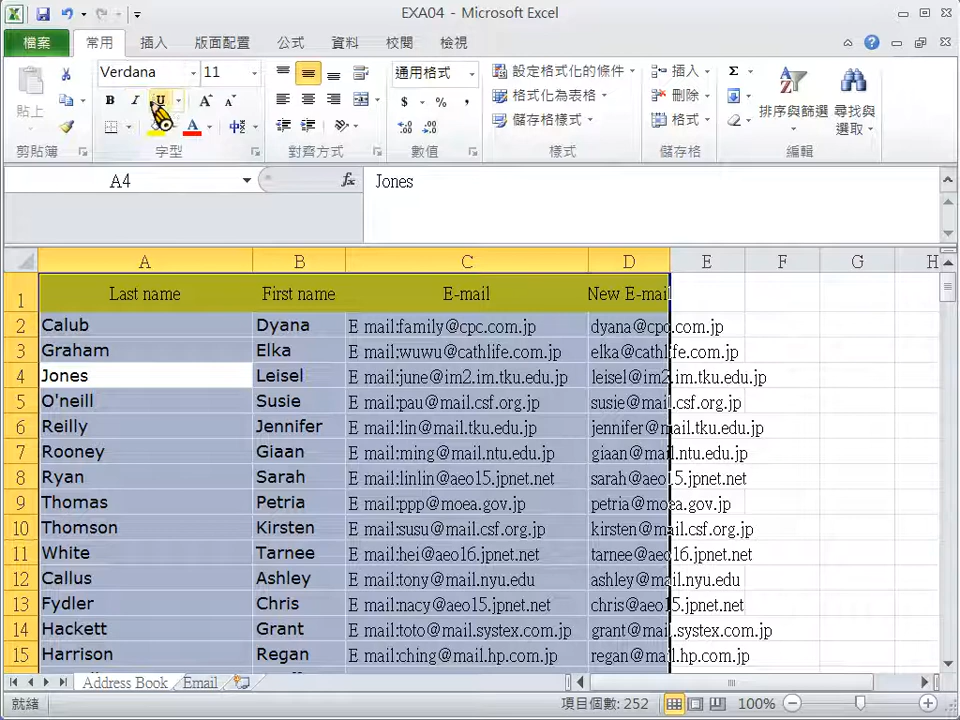 EXA04 - Microsoft Excel
檔案 常用 插入 版面配置 公式 資料 校閱 檢視
貼上 Verdana 11 B I U A A 中 A
通用格式 $ % ,
設定格式化的條件 格式化為表格 儲存格樣式
插入 刪除 格式
Σ 排序與篩選 尋找與選取
剪貼簿 字型 對齊方式 數值 樣式 儲存格 編輯
A4 fx Jones
A B C D E F G H
1 Last name First name E-mail New E-mail
2 Calub Dyana E mail:family@cpc.com.jp dyana@cpc.com.jp
3 Graham Elka E mail:wuwu@cathlife.com.jp elka@cathlife.com.jp
4 Jones Leisel E mail:june@im2.im.tku.edu.jp leisel@im2.im.tku.edu.jp
5 O'neill Susie E mail:pau@mail.csf.org.jp susie@mail.csf.org.jp
6 Reilly Jennifer E mail:lin@mail.tku.edu.jp jennifer@mail.tku.edu.jp
7 Rooney Giaan E mail:ming@mail.ntu.edu.jp giaan@mail.ntu.edu.jp
8 Ryan Sarah E mail:linlin@aeo15.jpnet.net sarah@aeo15.jpnet.net
9 Thomas Petria E mail:ppp@moea.gov.jp petria@moea.gov.jp
10 Thomson Kirsten E mail:susu@mail.csf.org.jp kirsten@mail.csf.org.jp
11 White Tarnee E mail:hei@aeo16.jpnet.net tarnee@aeo16.jpnet.net
12 Callus Ashley E mail:tony@mail.nyu.edu ashley@mail.nyu.edu
13 Fydler Chris E mail:nacy@aeo15.jpnet.net chris@aeo15.jpnet.net
14 Hackett Grant E mail:toto@mail.systex.com.jp grant@mail.systex.com.jp
15 Harrison Regan E mail:ching@mail.hp.com.jp regan@mail.hp.com.jp
Address Book Email
就緒 項目個數: 252 100%